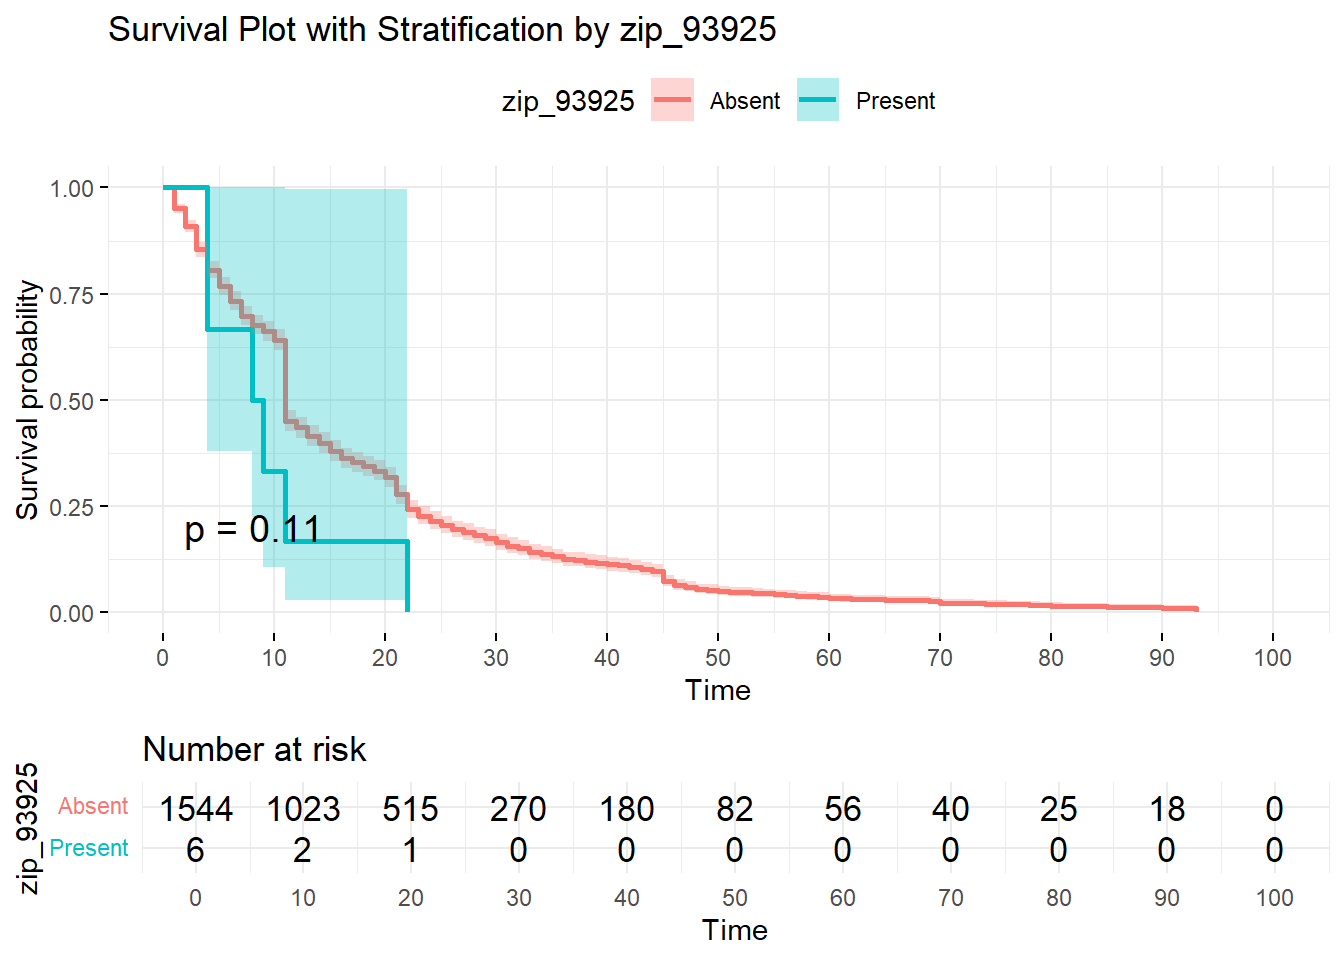 Survival Plot with Stratification by zip_93925
zip_93925 Absent Present
Survival probability
1.00
0.75
0.50
0.25
0.00
p = 0.11
0 10 20 30 40 50 60 70 80 90 100
Time
Number at risk
zip_93925
Absent 1544 1023 515 270 180 82 56 40 25 18 0
Present 6 2 1 0 0 0 0 0 0 0 0
0 10 20 30 40 50 60 70 80 90 100
Time